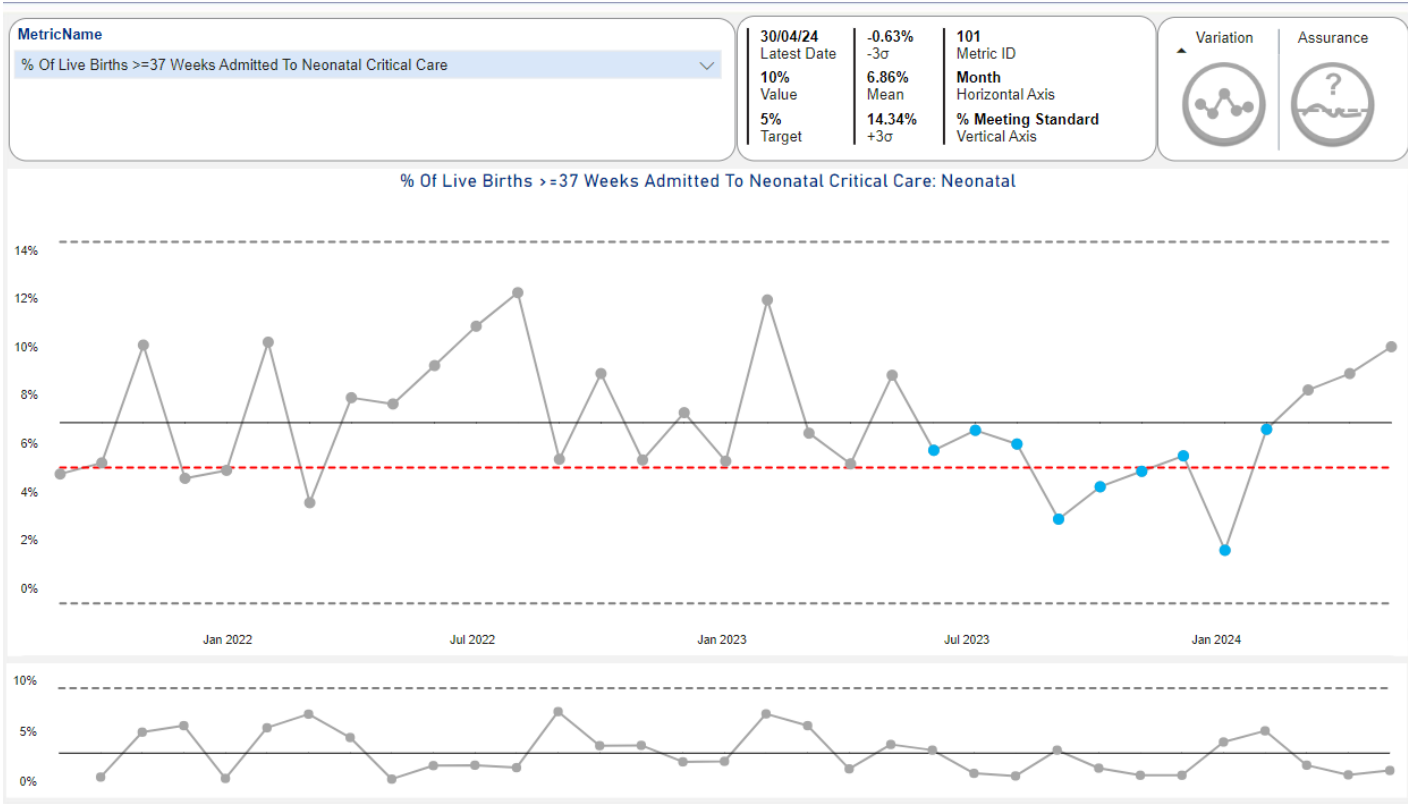 MetricName
% Of Live Births >=37 Weeks Admitted To Neonatal Critical Care
30/04/24
Latest Date
10%
Value
5%
Target
-0.63%
-3σ
6.86%
Mean
14.34%
+3σ
101
Metric ID
Month
Horizontal Axis
% Meeting Standard
Vertical Axis
Variation
Assurance
?
% Of Live Births >=37 Weeks Admitted To Neonatal Critical Care: Neonatal
14%
12%
10%
8%
6%
4%
2%
0%
Jan 2022
Jul 2022
Jan 2023
Jul 2023
Jan 2024
10%
5%
0%